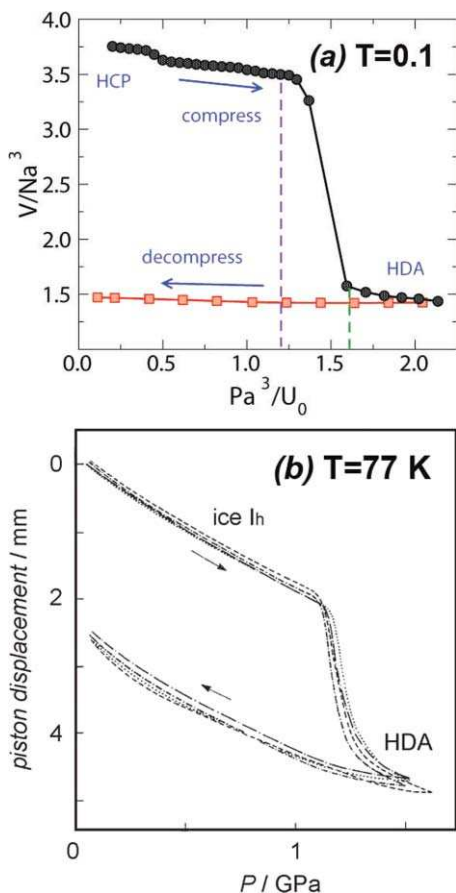 (a) T=0.1
4.0
3.5
3.0
2.5
2.0
1.5
V/Na³
HCP
compress
decompress
HDA
0.0 0.5 1.0 1.5 2.0
Pa³/U₀
(b) T=77 K
0
2
4
piston displacement / mm
ice Iₕ
HDA
0 1
P / GPa